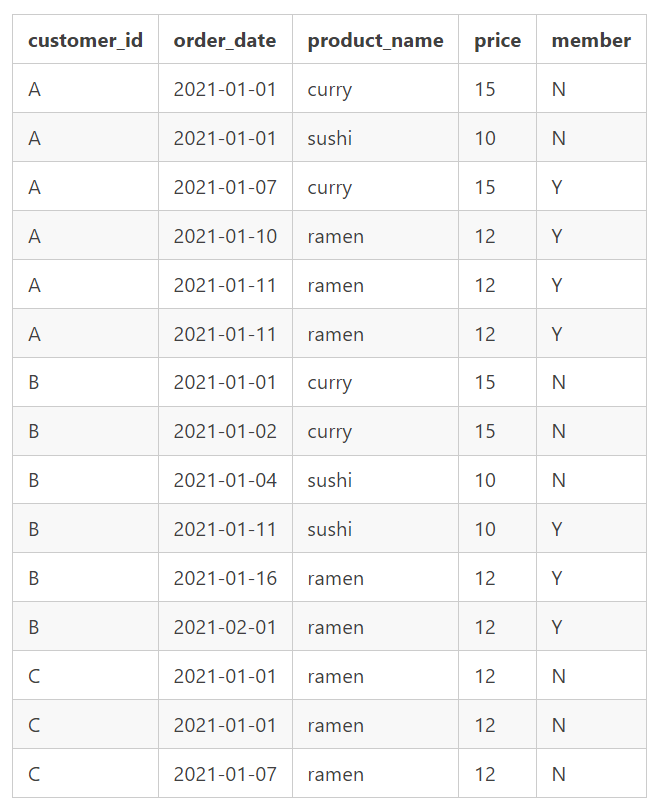 customer_id order_date product_name price member
A 2021-01-01 curry 15 N
A 2021-01-01 sushi 10 N
A 2021-01-07 curry 15 Y
A 2021-01-10 ramen 12 Y
A 2021-01-11 ramen 12 Y
A 2021-01-11 ramen 12 Y
B 2021-01-01 curry 15 N
B 2021-01-02 curry 15 N
B 2021-01-04 sushi 10 N
B 2021-01-11 sushi 10 Y
B 2021-01-16 ramen 12 Y
B 2021-02-01 ramen 12 Y
C 2021-01-01 ramen 12 N
C 2021-01-01 ramen 12 N
C 2021-01-07 ramen 12 N